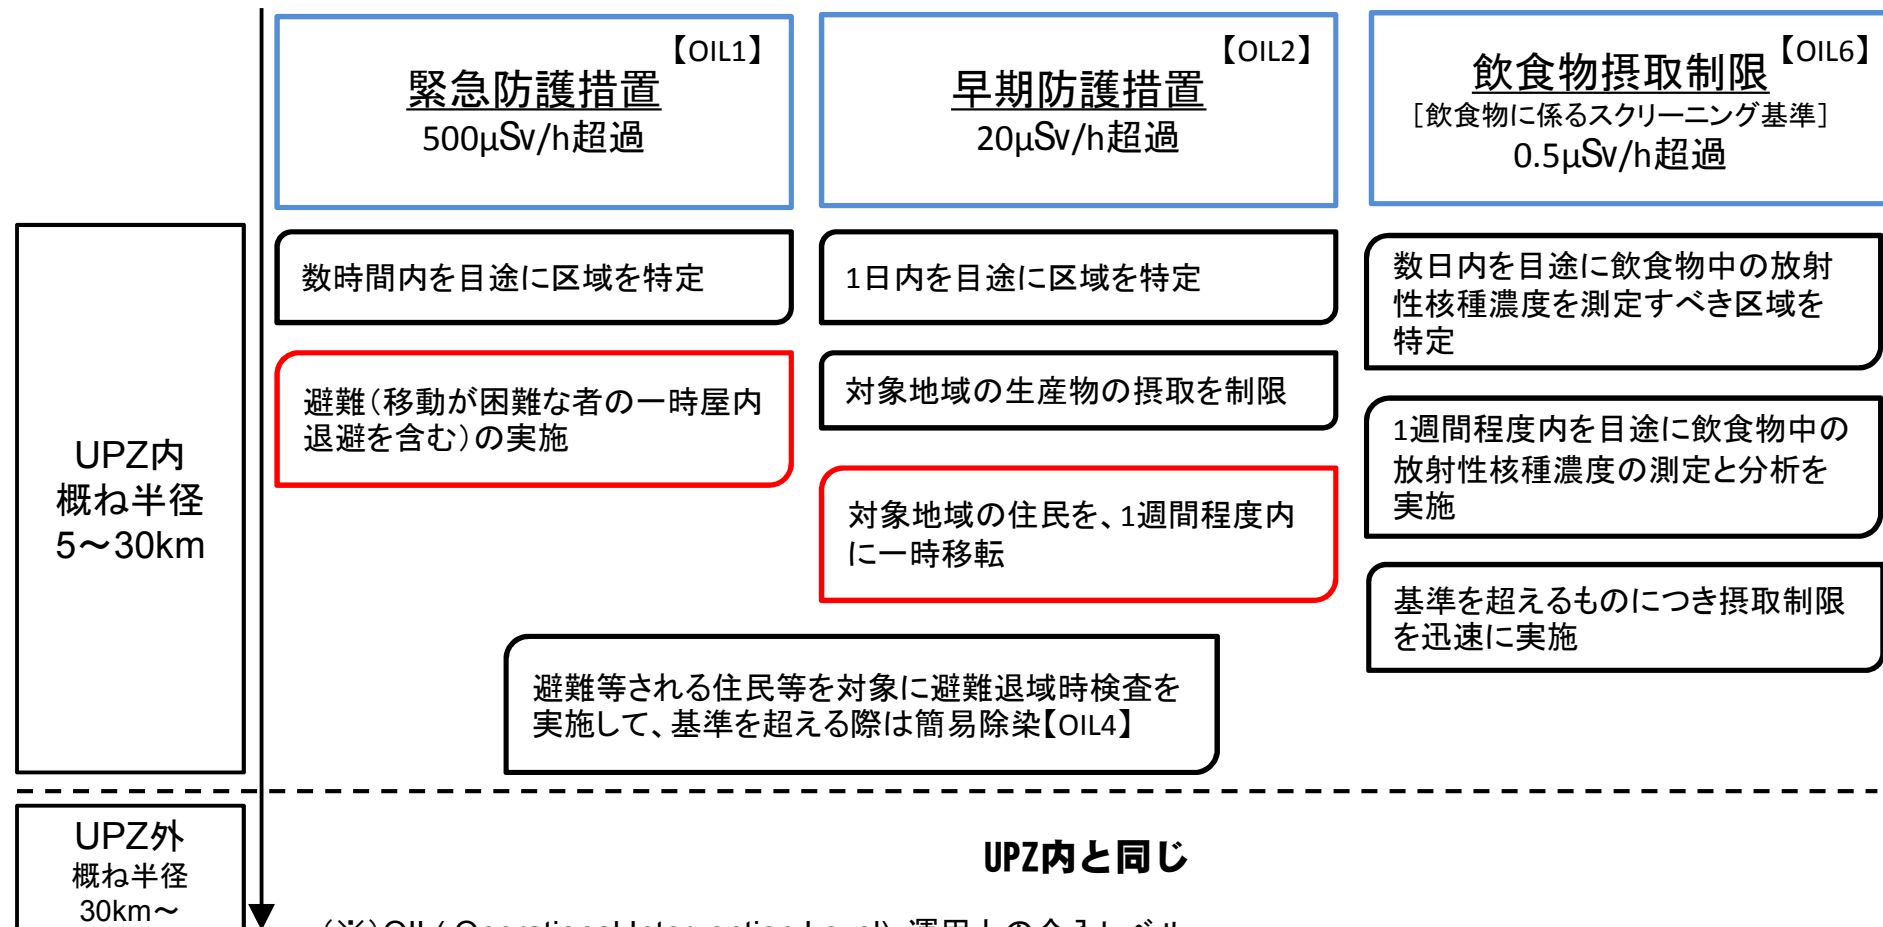 【OIL1】
緊急防護措置
500μSv/h超過
【OIL2】
早期防護措置
20μSv/h超過
【OIL6】
飲食物摂取制限
［飲食物に係るスクリーニング基準］
0.5μSv/h超過
UPZ内
概ね半径
5～30km
数時間内を目途に区域を特定
避難（移動が困難な者の一時屋内
退避を含む）の実施
1日内を目途に区域を特定
対象地域の生産物の摂取を制限
対象地域の住民を、1週間程度内
に一時移転
数日内を目途に飲食物中の放射
性核種濃度を測定すべき区域を
特定
1週間程度内を目途に飲食物中の
放射性核種濃度の測定と分析を
実施
基準を超えるものにつき摂取制限
を迅速に実施
避難等される住民等を対象に避難退域時検査を
実施して、基準を超える際は簡易除染【OIL4】
UPZ外
概ね半径
30km～
UPZ内と同じ
（※）OIL( Operational Intervention Level) 運用上の介入レベル